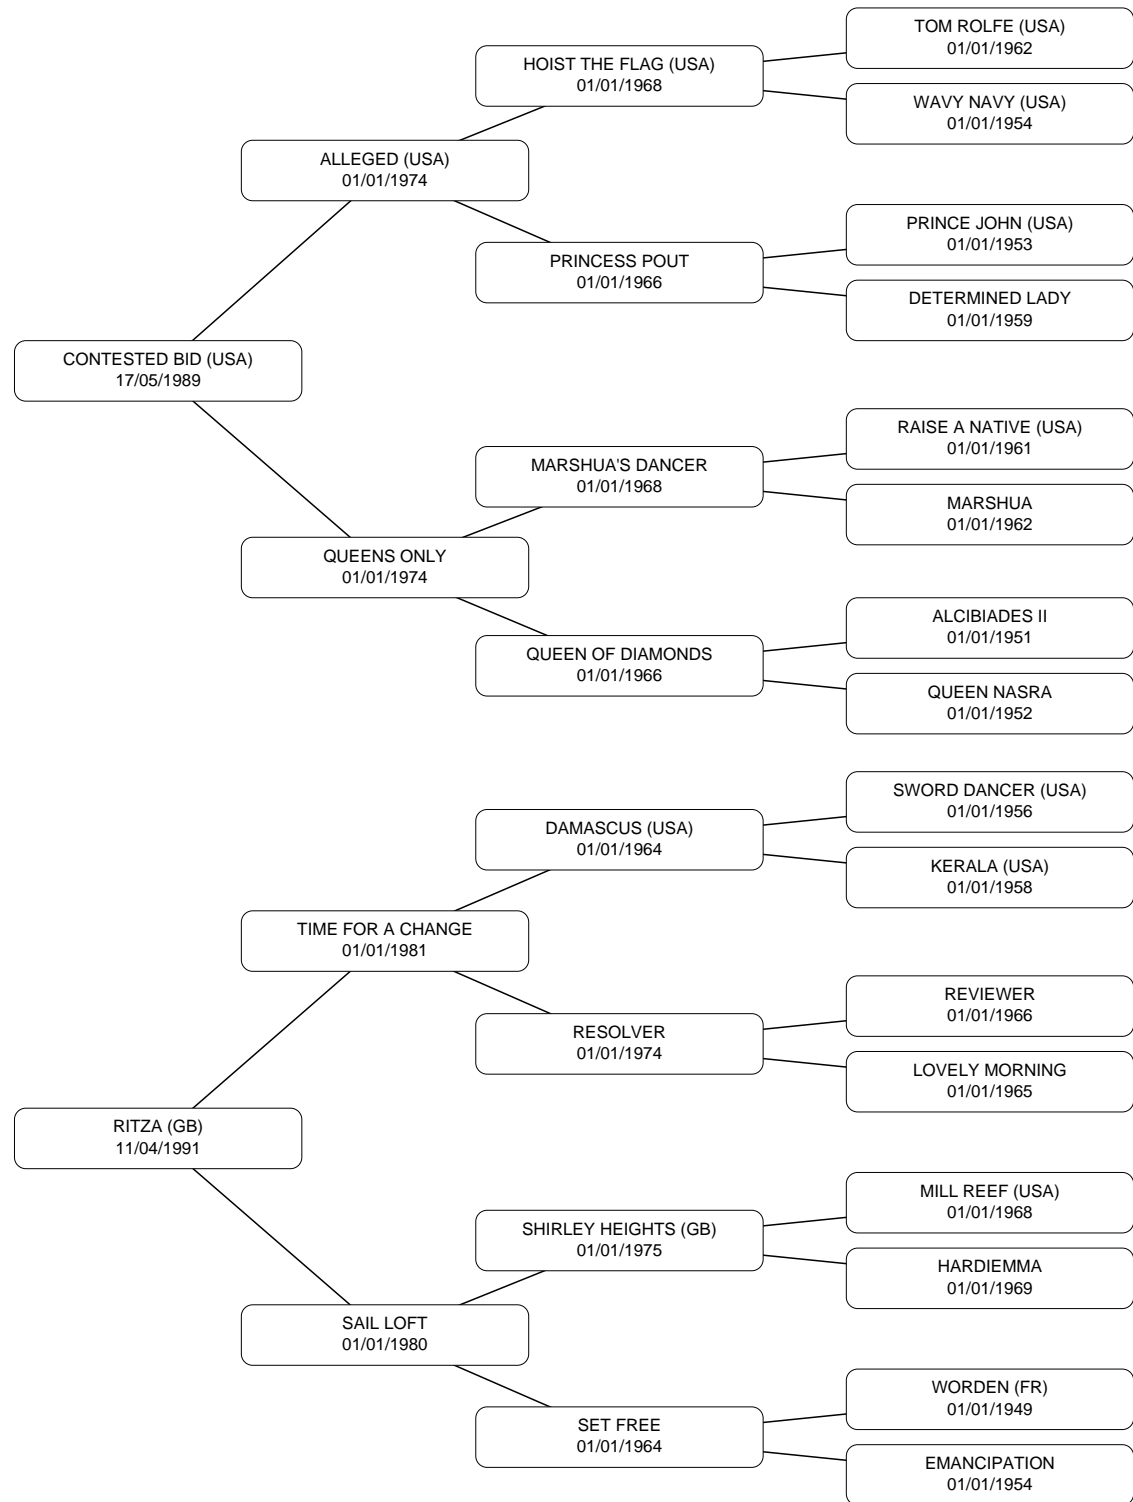 TOM ROLFE (USA)
01/01/1962
HOIST THE FLAG (USA)
01/01/1968
WAVY NAVY (USA)
01/01/1954
ALLEGED (USA)
01/01/1974
PRINCE JOHN (USA)
01/01/1953
PRINCESS POUT
01/01/1966
DETERMINED LADY
01/01/1959
CONTESTED BID (USA)
17/05/1989
RAISE A NATIVE (USA)
01/01/1961
MARSHUA'S DANCER
01/01/1968
MARSHUA
01/01/1962
QUEENS ONLY
01/01/1974
ALCIBIADES II
01/01/1951
QUEEN OF DIAMONDS
01/01/1966
QUEEN NASRA
01/01/1952
SWORD DANCER (USA)
01/01/1956
DAMASCUS (USA)
01/01/1964
KERALA (USA)
01/01/1958
TIME FOR A CHANGE
01/01/1981
REVIEWER
01/01/1966
RESOLVER
01/01/1974
LOVELY MORNING
01/01/1965
RITZA (GB)
11/04/1991
MILL REEF (USA)
01/01/1968
SHIRLEY HEIGHTS (GB)
01/01/1975
HARDIEMMA
01/01/1969
SAIL LOFT
01/01/1980
WORDEN (FR)
01/01/1949
SET FREE
01/01/1964
EMANCIPATION
01/01/1954